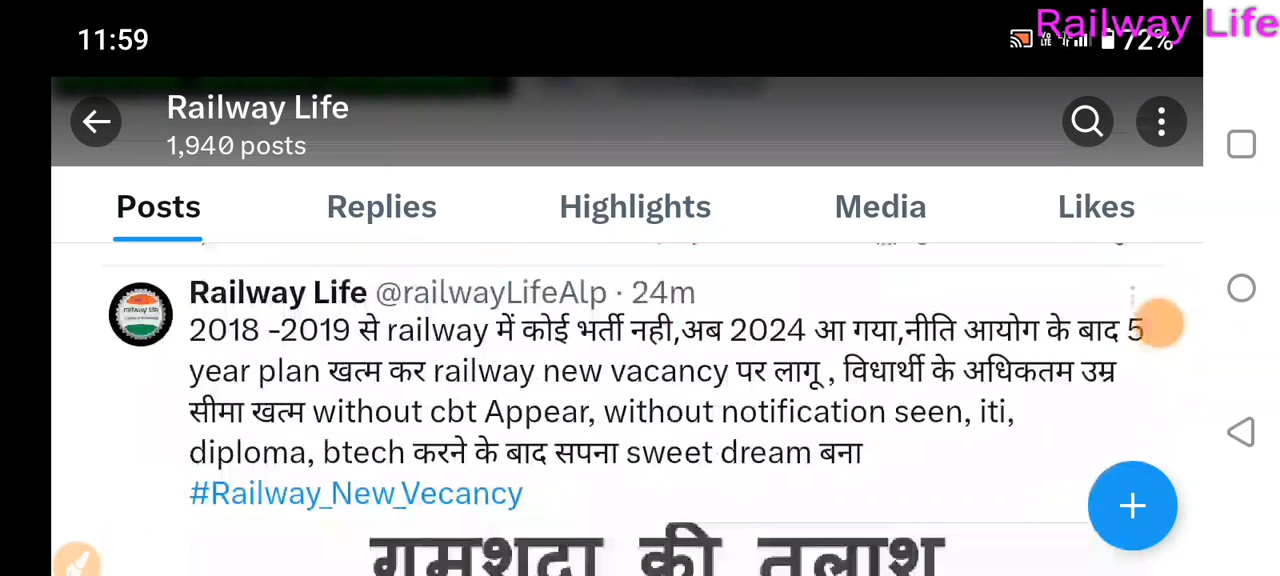 Railway Life
11:59
72%
Railway Life
1,940 posts
Posts Replies Highlights Media Likes
Railway Life @railwayLifeAlp · 24m
2018 -2019 से railway में कोई भर्ती नही,अब 2024 आ गया,नीति आयोग के बाद 5
year plan खत्म कर railway new vacancy पर लागू , विधार्थी के अधिकतम उम्र
सीमा खत्म without cbt Appear, without notification seen, iti,
diploma, btech करने के बाद सपना sweet dream बना
#Railway_New_Vecancy
गुमशुदा की तलाश